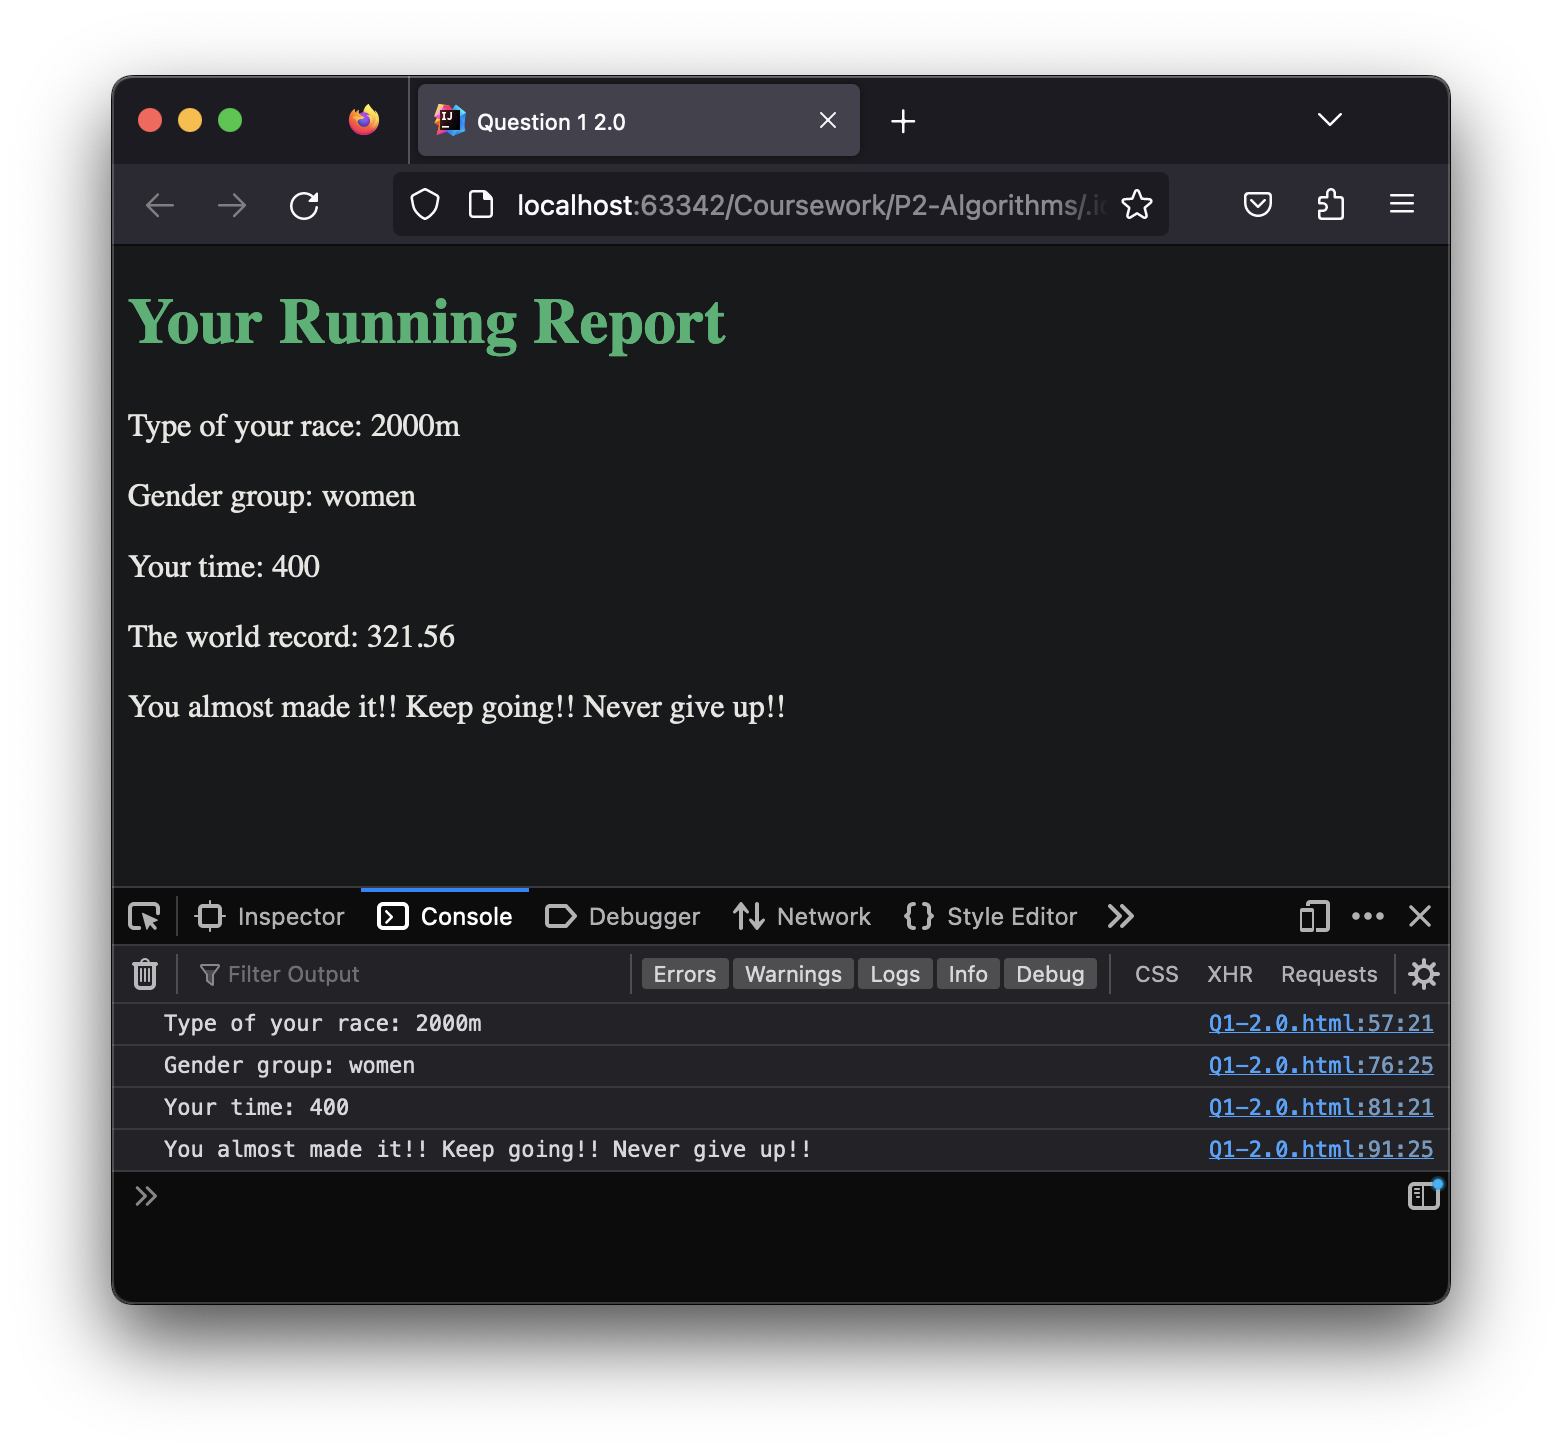 Question 1 2.0
localhost:63342/Coursework/P2-Algorithms/.i
Your Running Report
Type of your race: 2000m
Gender group: women
Your time: 400
The world record: 321.56
You almost made it!! Keep going!! Never give up!!
Inspector Console Debugger Network Style Editor
Filter Output Errors Warnings Logs Info Debug CSS XHR Requests
Type of your race: 2000m Q1-2.0.html:57:21
Gender group: women Q1-2.0.html:76:25
Your time: 400 Q1-2.0.html:81:21
You almost made it!! Keep going!! Never give up!! Q1-2.0.html:91:25